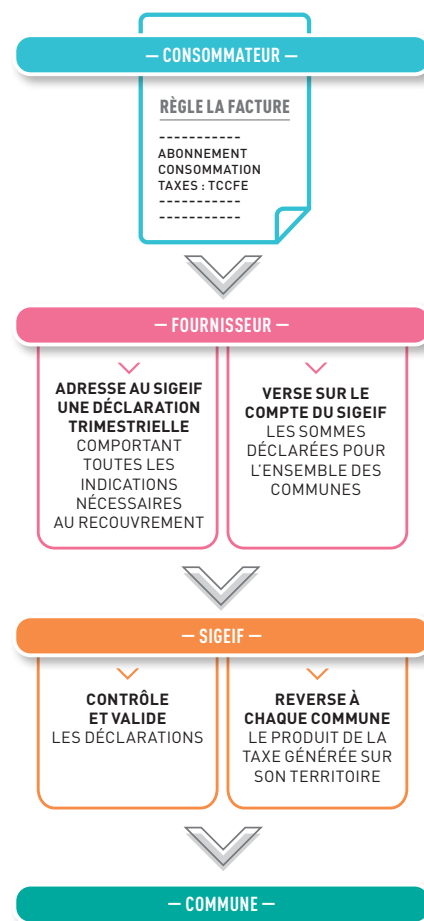 — CONSOMMATEUR —
RÈGLE LA FACTURE
-----------
ABONNEMENT
CONSOMMATION
TAXES : TCCFE
-----------
-----------
— FOURNISSEUR —
ADRESSE AU SIGEIF
UNE DÉCLARATION
TRIMESTRIELLE
COMPORTANT
TOUTES LES
INDICATIONS
NÉCESSAIRES
AU RECOUVREMENT
VERSE SUR LE
COMPTE DU SIGEIF
LES SOMMES
DÉCLARÉES POUR
L'ENSEMBLE DES
COMMUNES
— SIGEIF —
CONTRÔLE
ET VALIDE
LES DÉCLARATIONS
REVERSE À
CHAQUE COMMUNE
LE PRODUIT DE LA
TAXE GÉNÉRÉE SUR
SON TERRITOIRE
— COMMUNE —